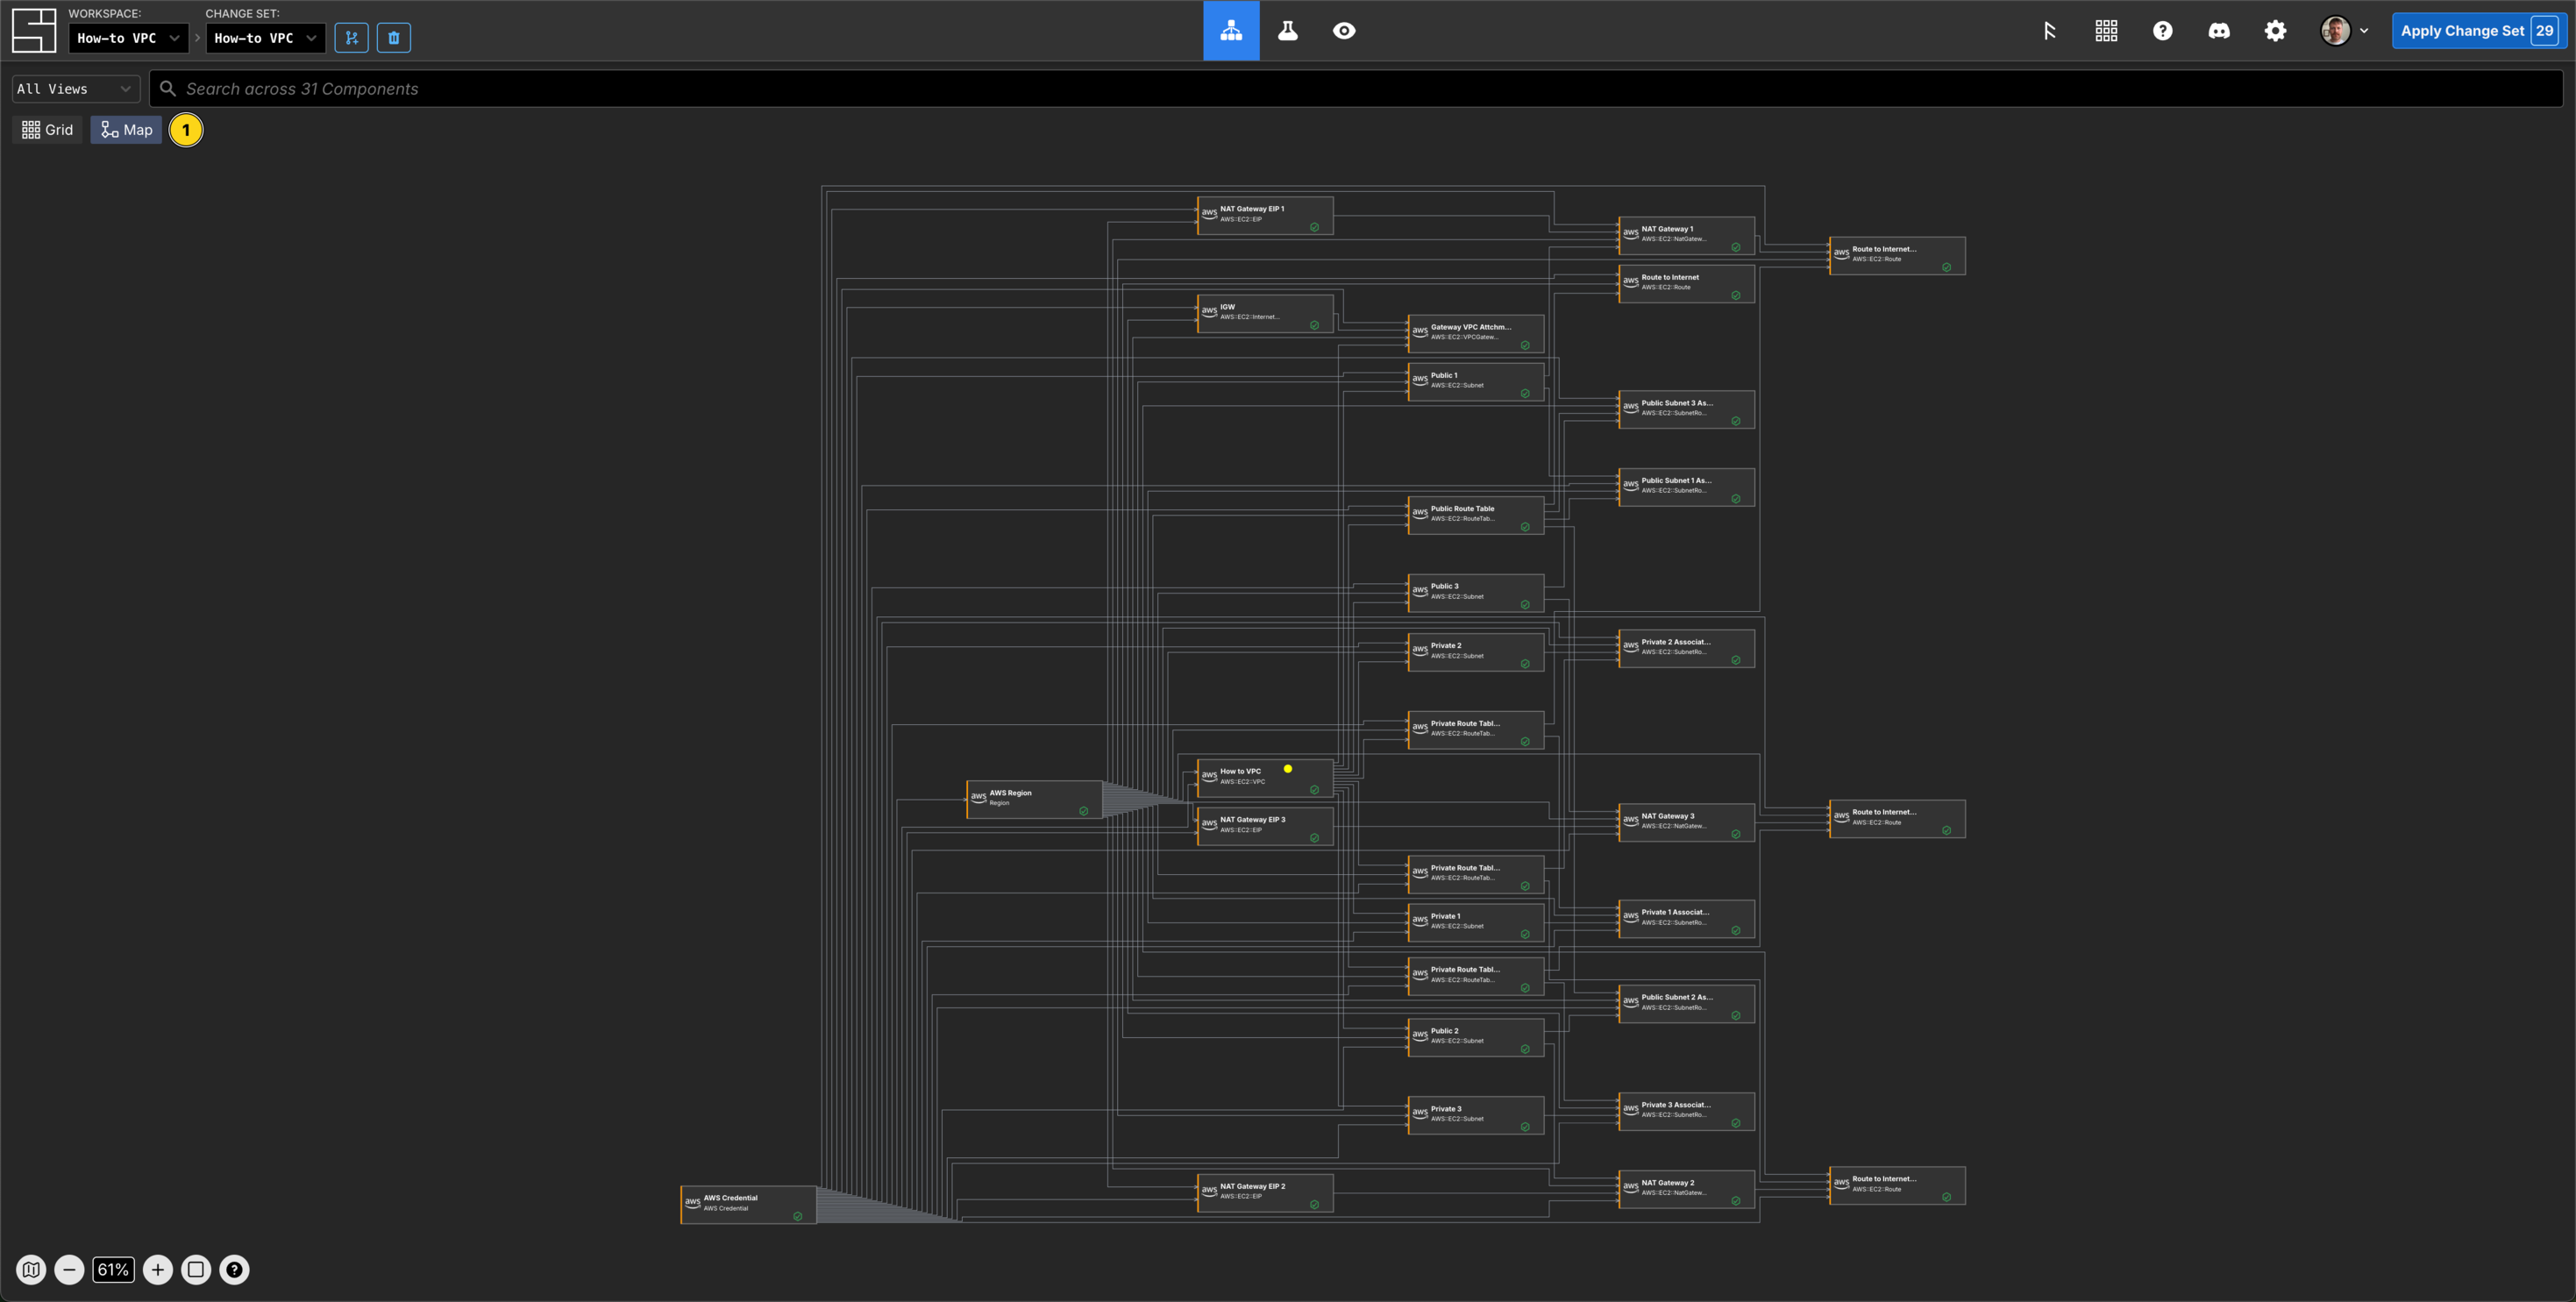 WORKSPACE:
How-to VPC
CHANGE SET:
How-to VPC
Apply Change Set 29
All Views
Search across 31 Components
Grid
Map
1
aws NAT Gateway EIP 1
AWS::EC2::EIP
aws NAT Gateway 1
AWS::EC2::NatGatew...
aws Route to Internet...
AWS::EC2::Route
aws Route to Internet
AWS::EC2::Route
aws IGW
AWS::EC2::Internet...
aws Gateway VPC Attchm...
AWS::EC2::VPCGatew...
aws Public 1
AWS::EC2::Subnet
aws Public Subnet 3 As...
AWS::EC2::SubnetRo...
aws Public Subnet 1 As...
AWS::EC2::SubnetRo...
aws Public Route Table
AWS::EC2::RouteTab...
aws Public 3
AWS::EC2::Subnet
aws Private 2
AWS::EC2::Subnet
aws Private 2 Associat...
AWS::EC2::SubnetRo...
aws Private Route Tabl...
AWS::EC2::RouteTab...
aws How to VPC
AWS::EC2::VPC
aws AWS Region
Region
aws NAT Gateway EIP 3
AWS::EC2::EIP
aws NAT Gateway 3
AWS::EC2::NatGatew...
aws Route to Internet...
AWS::EC2::Route
aws Private Route Tabl...
AWS::EC2::RouteTab...
aws Private 1
AWS::EC2::Subnet
aws Private 1 Associat...
AWS::EC2::SubnetRo...
aws Private Route Tabl...
AWS::EC2::RouteTab...
aws Public Subnet 2 As...
AWS::EC2::SubnetRo...
aws Public 2
AWS::EC2::Subnet
aws Private 3
AWS::EC2::Subnet
aws Private 3 Associat...
AWS::EC2::SubnetRo...
aws NAT Gateway EIP 2
AWS::EC2::EIP
aws NAT Gateway 2
AWS::EC2::NatGatew...
aws Route to Internet...
AWS::EC2::Route
aws AWS Credential
AWS Credential
61%